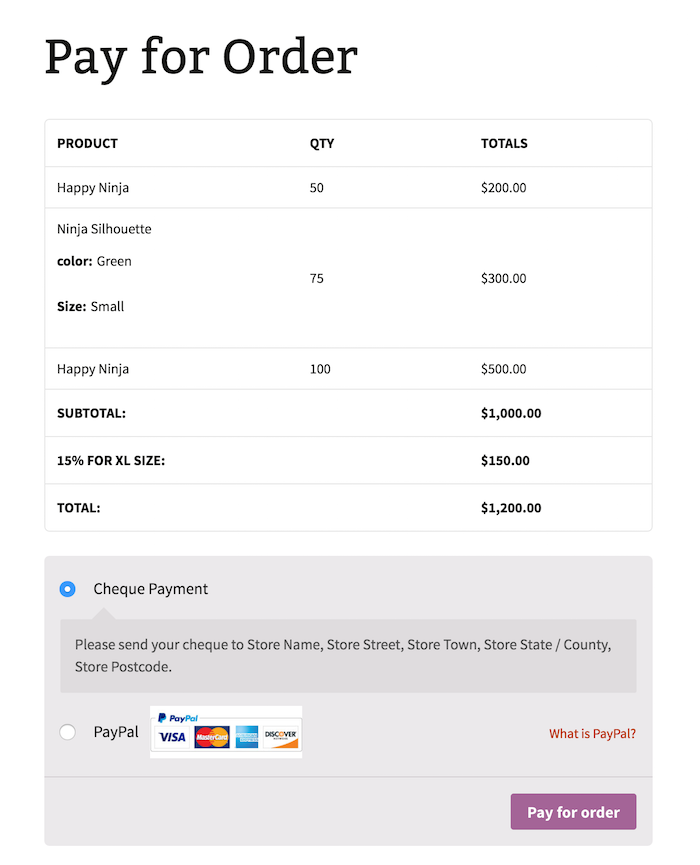 Pay for Order
PRODUCT QTY TOTALS
Happy Ninja 50 $200.00
Ninja Silhouette
color: Green
75 $300.00
Size: Small
Happy Ninja 100 $500.00
SUBTOTAL: $1,000.00
15% FOR XL SIZE: $150.00
TOTAL: $1,200.00
Cheque Payment
Please send your cheque to Store Name, Store Street, Store Town, Store State / County,
Store Postcode.
PayPal
PayPal VISA MasterCard DISCOVER What is PayPal?
Pay for order